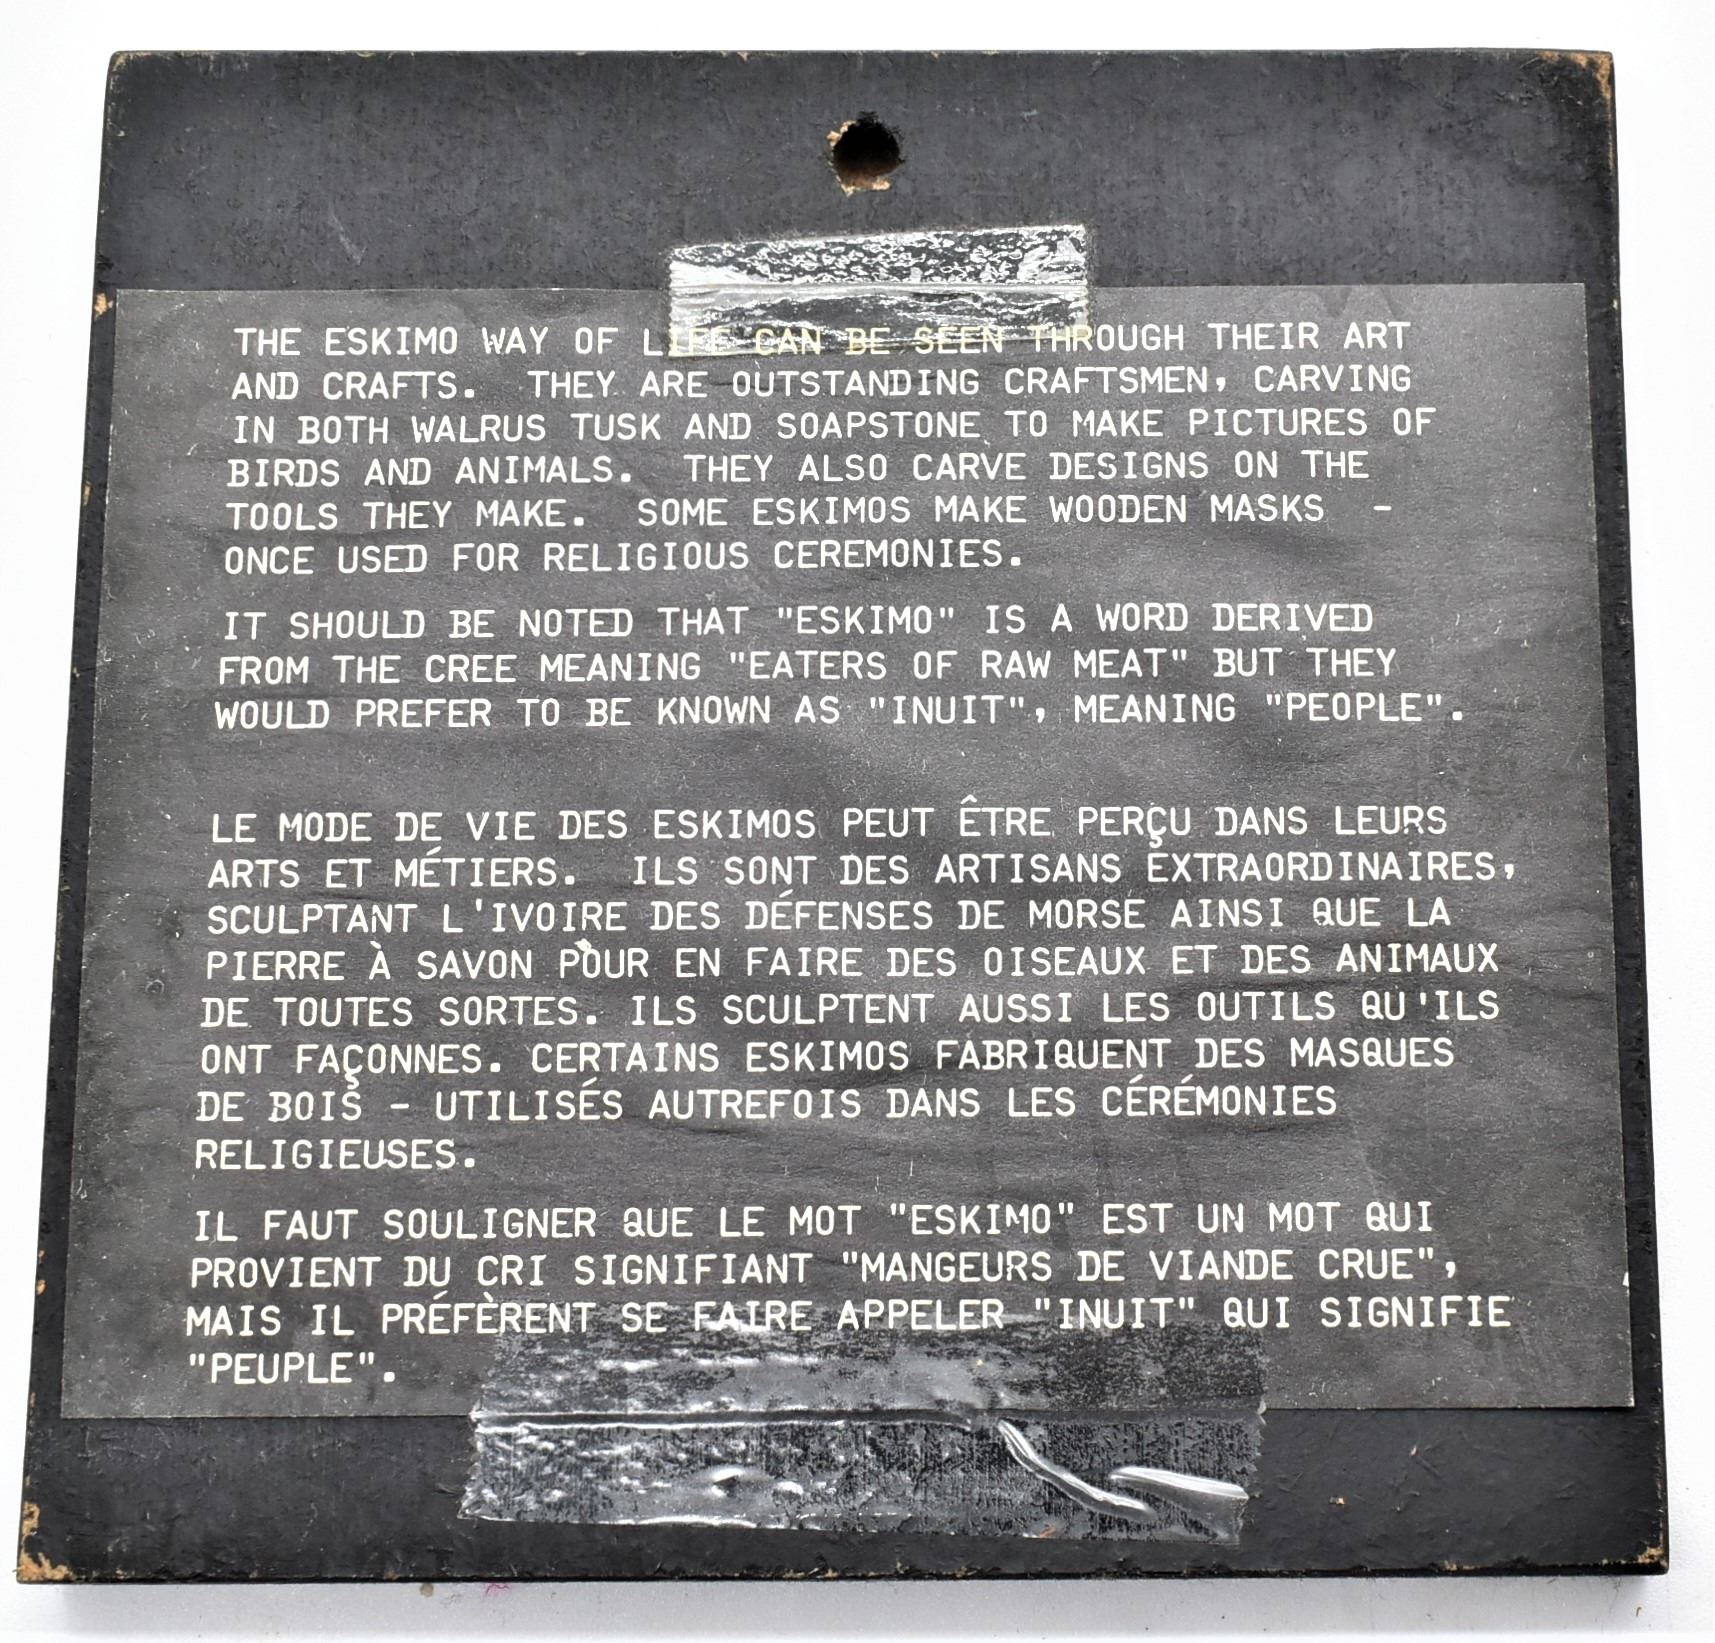 THE ESKIMO WAY OF LIFE CAN BE SEEN THROUGH THEIR ART
AND CRAFTS. THEY ARE OUTSTANDING CRAFTSMEN, CARVING
IN BOTH WALRUS TUSK AND SOAPSTONE TO MAKE PICTURES OF
BIRDS AND ANIMALS. THEY ALSO CARVE DESIGNS ON THE
TOOLS THEY MAKE. SOME ESKIMOS MAKE WOODEN MASKS -
ONCE USED FOR RELIGIOUS CEREMONIES.
IT SHOULD BE NOTED THAT "ESKIMO" IS A WORD DERIVED
FROM THE CREE MEANING "EATERS OF RAW MEAT" BUT THEY
WOULD PREFER TO BE KNOWN AS "INUIT", MEANING "PEOPLE".
LE MODE DE VIE DES ESKIMOS PEUT ÊTRE PERÇU DANS LEURS
ARTS ET MÉTIERS. ILS SONT DES ARTISANS EXTRAORDINAIRES,
SCULPTANT L'IVOIRE DES DÉFENSES DE MORSE AINSI QUE LA
PIERRE À SAVON POUR EN FAIRE DES OISEAUX ET DES ANIMAUX
DE TOUTES SORTES. ILS SCULPTENT AUSSI LES OUTILS QU'ILS
ONT FAÇONNES. CERTAINS ESKIMOS FABRIQUENT DES MASQUES
DE BOIS - UTILISÉS AUTREFOIS DANS LES CÉRÉMONIES
RELIGIEUSES.
IL FAUT SOULIGNER QUE LE MOT "ESKIMO" EST UN MOT QUI
PROVIENT DU CRI SIGNIFIANT "MANGEURS DE VIANDE CRUE",
MAIS IL PRÉFÈRENT SE FAIRE APPELER "INUIT" QUI SIGNIFIE
"PEUPLE".